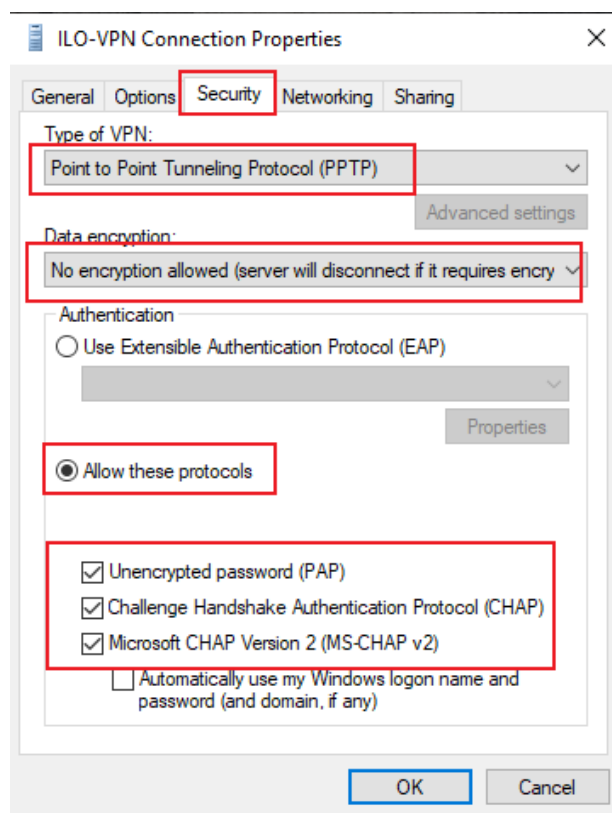 ILO-VPN Connection Properties
General Options Security Networking Sharing
Type of VPN:
Point to Point Tunneling Protocol (PPTP)
Advanced settings
Data encryption:
No encryption allowed (server will disconnect if it requires encry
Authentication
Use Extensible Authentication Protocol (EAP)
Properties
Allow these protocols
Unencrypted password (PAP)
Challenge Handshake Authentication Protocol (CHAP)
Microsoft CHAP Version 2 (MS-CHAP v2)
Automatically use my Windows logon name and
password (and domain, if any)
OK Cancel